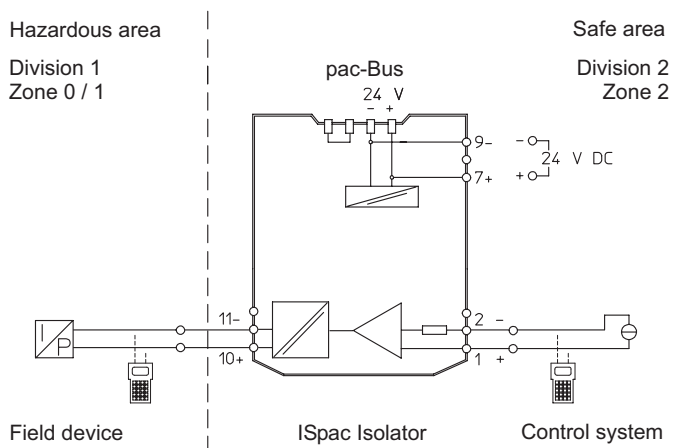 Hazardous area
Safe area
Division 1
Zone 0 / 1
Division 2
Zone 2
pac-Bus
24 V
- +
9-
7+
-
+
24 V DC
11-
10+
2 -
1 +
I
P
Field device
ISpac Isolator
Control system